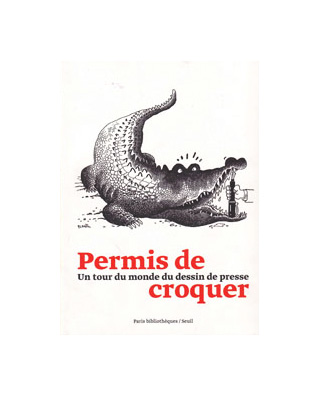 Permis de
Un tour du monde du dessin de presse
croquer
Paris bibliothèques / Seuil